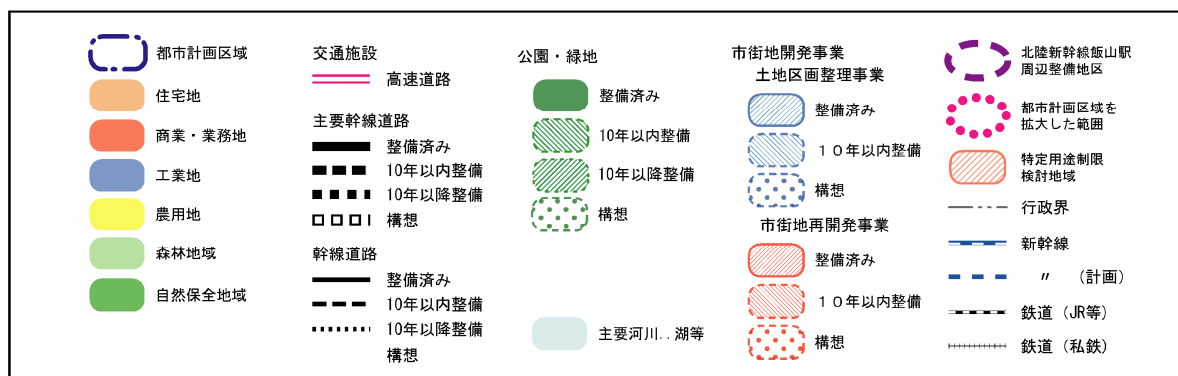 都市計画区域
住宅地
商業・業務地
工業地
農用地
森林地域
自然保全地域
交通施設
高速道路
主要幹線道路
整備済み
10年以内整備
10年以降整備
構想
幹線道路
整備済み
10年以内整備
10年以降整備
構想
公園・緑地
整備済み
10年以内整備
10年以降整備
構想
主要河川..湖等
市街地開発事業
土地区画整理事業
整備済み
１０年以内整備
構想
市街地再開発事業
整備済み
１０年以内整備
構想
北陸新幹線飯山駅
周辺整備地区
都市計画区域を
拡大した範囲
特定用途制限
検討地域
行政界
新幹線
〃 （計画）
鉄道（JR等）
鉄道（私鉄）